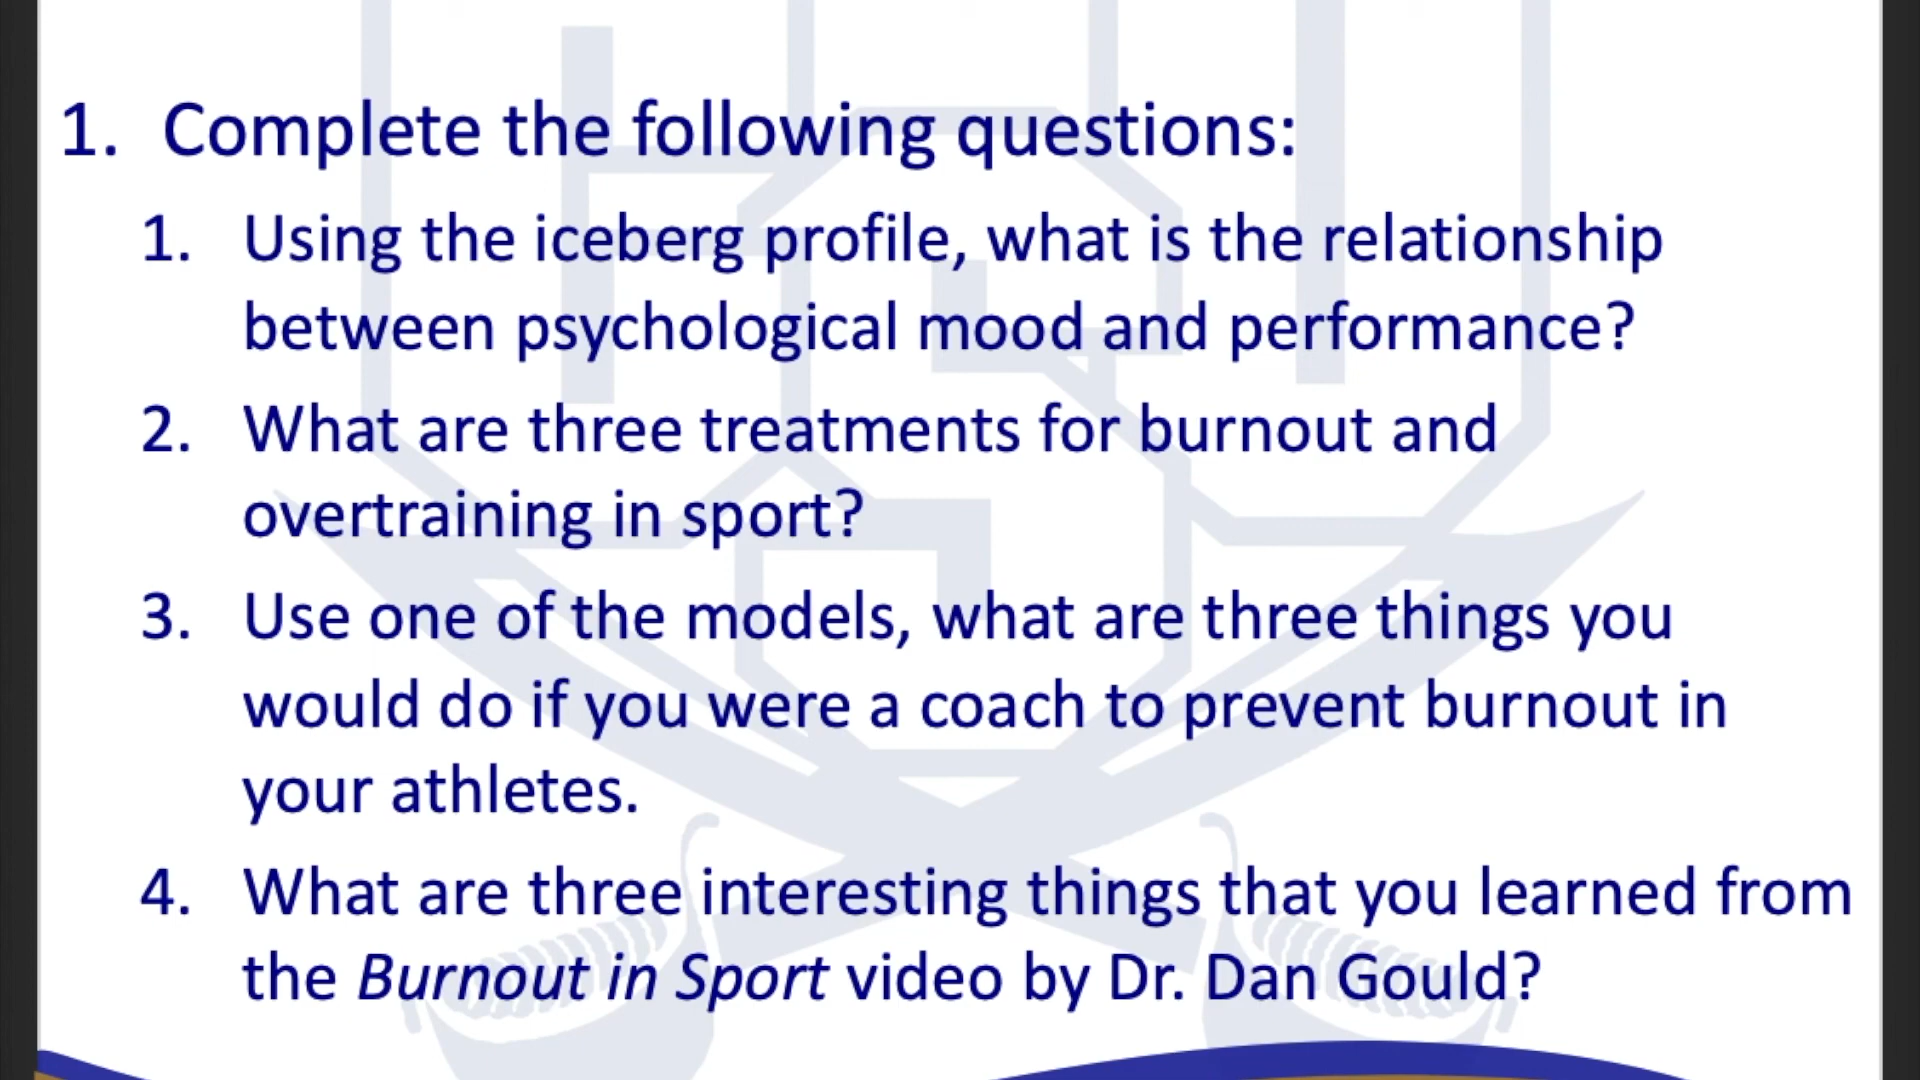 1. Complete the following questions:
1. Using the iceberg profile, what is the relationship
between psychological mood and performance?
2. What are three treatments for burnout and
overtraining in sport?
3. Use one of the models, what are three things you
would do if you were a coach to prevent burnout in
your athletes.
4. What are three interesting things that you learned from
the Burnout in Sport video by Dr. Dan Gould?